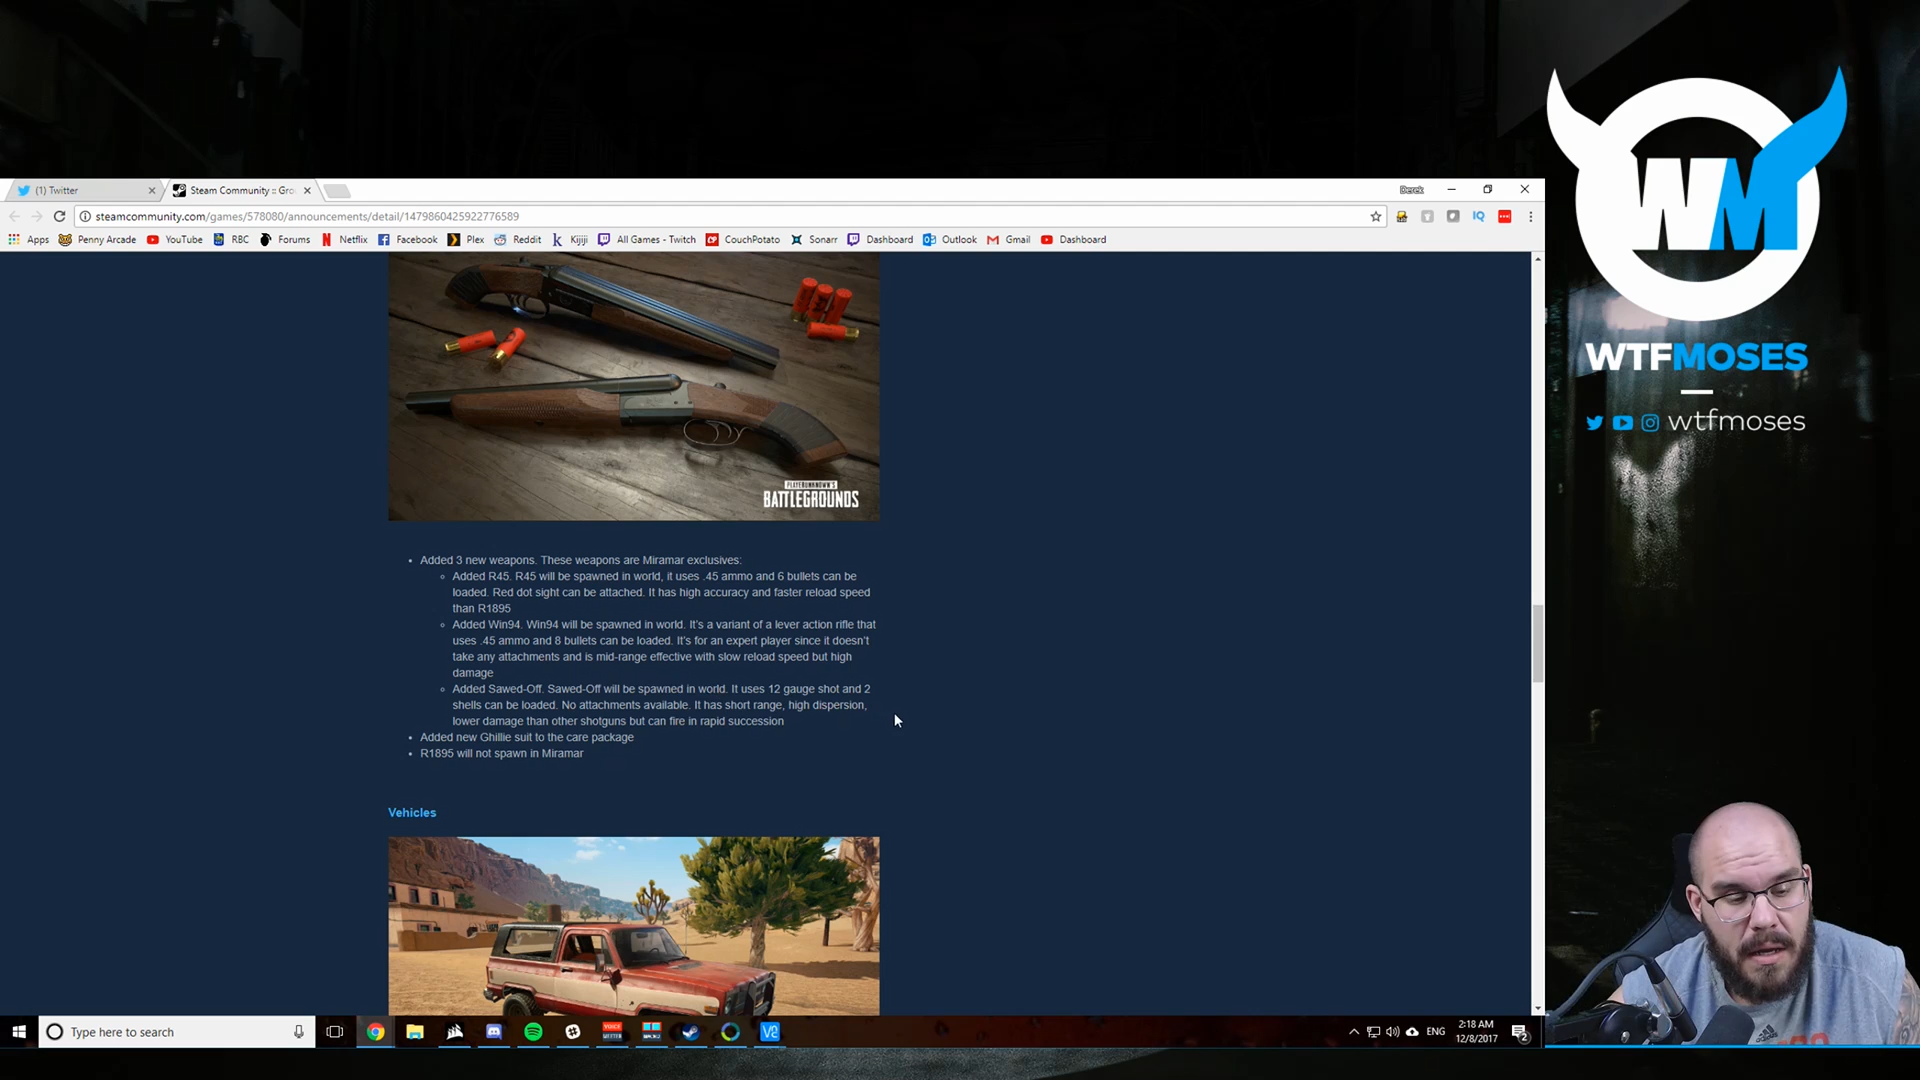 (1) Twitter
Steam Community :: Gro
Derek
steamcommunity.com/games/578080/announcements/detail/1479860425922776589
IQ
Apps Penny Arcade YouTube RBC Forums Netflix Facebook Plex Reddit Kijiji All Games - Twitch CouchPotato Sonarr Dashboard Outlook Gmail Dashboard
PLAYERUNKNOWN'S
BATTLEGROUNDS
• Added 3 new weapons. These weapons are Miramar exclusives:
◦ Added R45. R45 will be spawned in world, it uses .45 ammo and 6 bullets can be
loaded. Red dot sight can be attached. It has high accuracy and faster reload speed
than R1895
◦ Added Win94. Win94 will be spawned in world. It's a variant of a lever action rifle that
uses .45 ammo and 8 bullets can be loaded. It's for an expert player since it doesn't
take any attachments and is mid-range effective with slow reload speed but high
damage
◦ Added Sawed-Off. Sawed-Off will be spawned in world. It uses 12 gauge shot and 2
shells can be loaded. No attachments available. It has short range, high dispersion,
lower damage than other shotguns but can fire in rapid succession
• Added new Ghillie suit to the care package
• R1895 will not spawn in Miramar
Vehicles
WM
WTFMOSES
wtfmoses
Type here to search
ENG
2:18 AM
12/8/2017
2
adidas